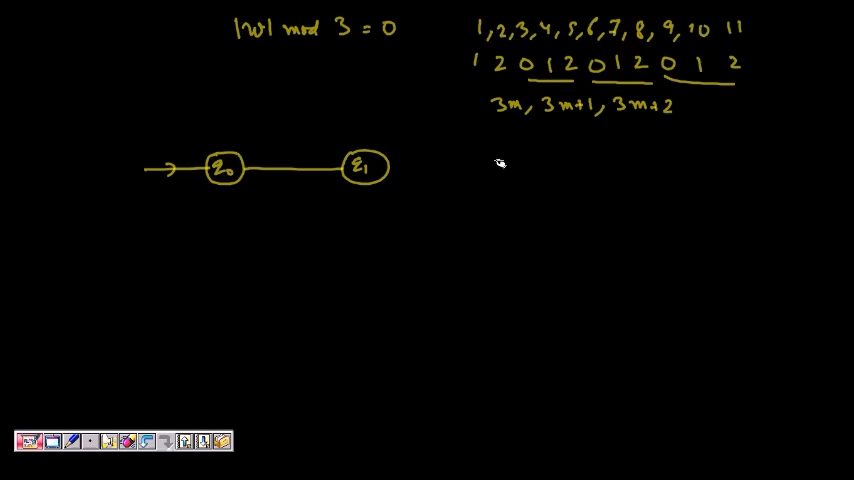 |w| mod 3 = 0
1, 2, 3, 4, 5, 6, 7, 8, 9, 10 11
1 2 0 1 2 0 1 2 0 1 2
3m, 3m+1, 3m+2
q0 q1